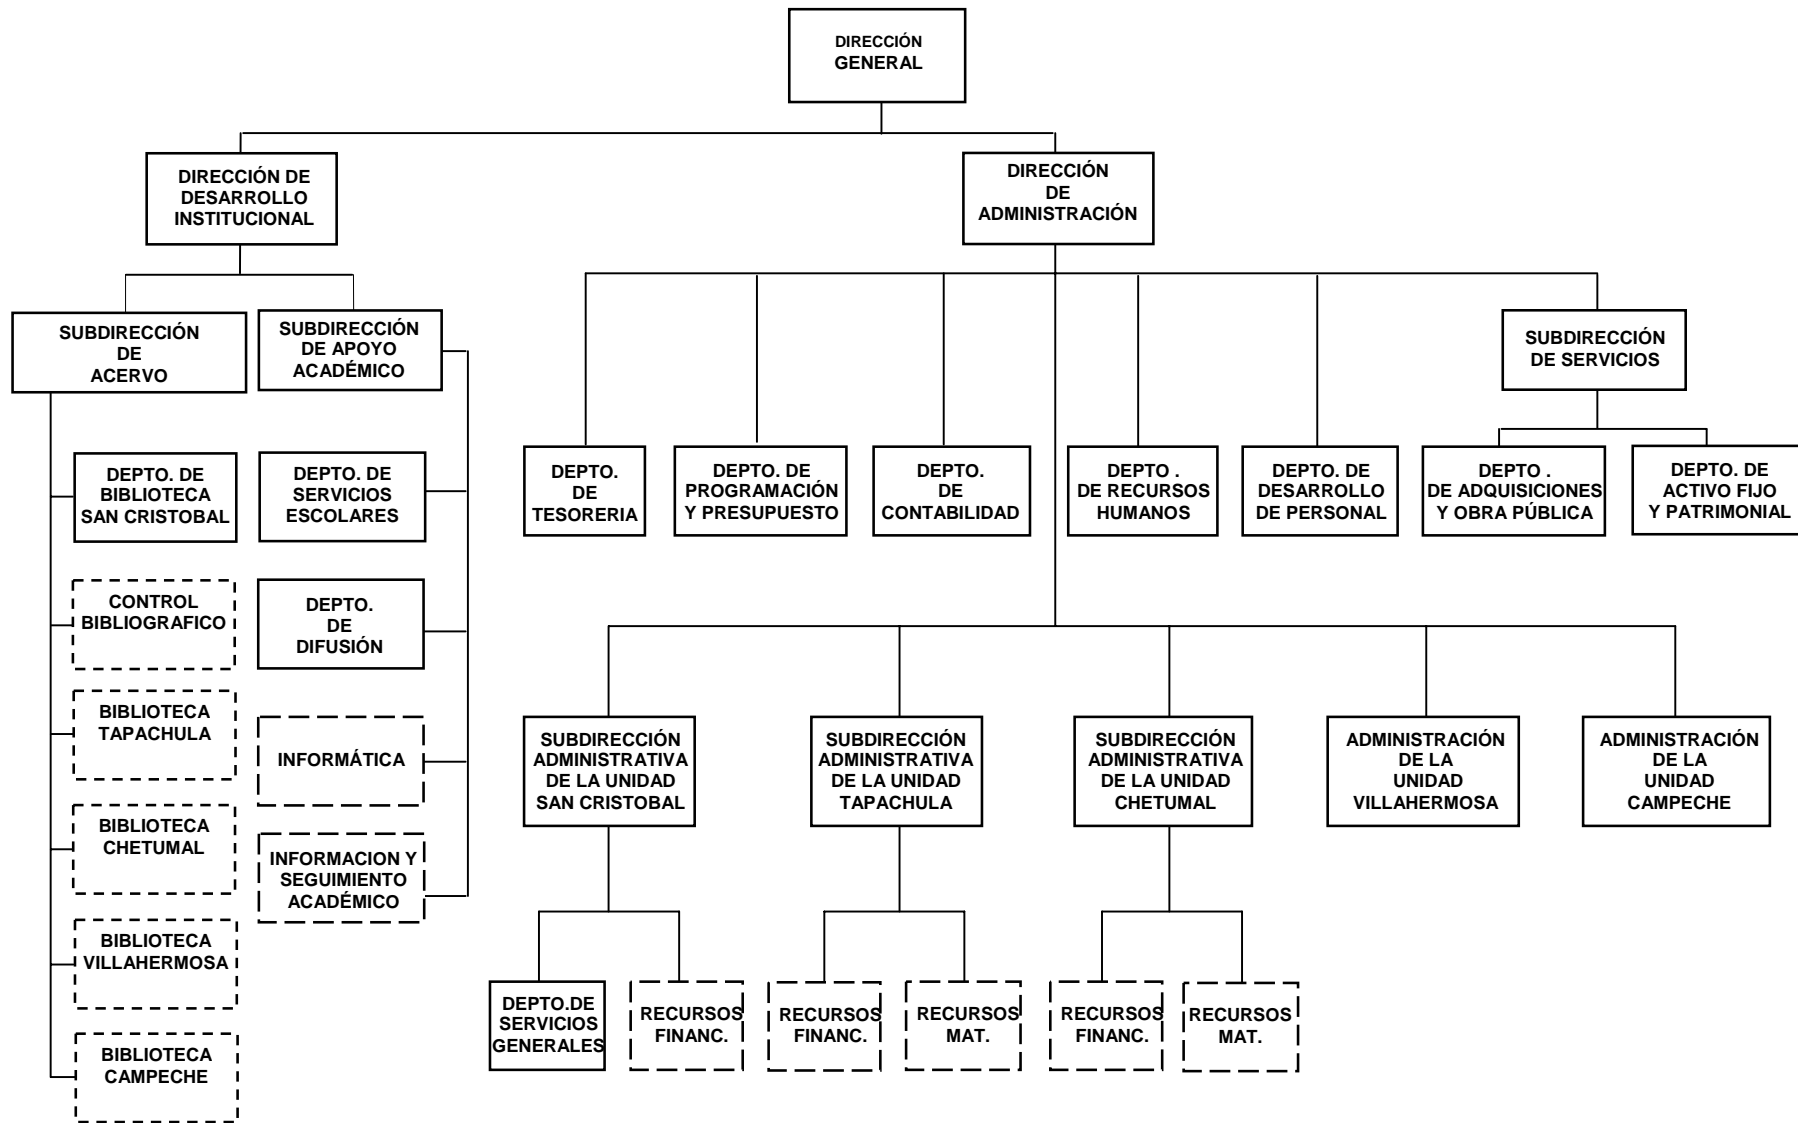 DIRECCIÓN
GENERAL
DIRECCIÓN DE
DESARROLLO
INSTITUCIONAL
DIRECCIÓN
DE
ADMINISTRACIÓN
SUBDIRECCIÓN
DE
ACERVO
SUBDIRECCIÓN
DE APOYO
ACADÉMICO
SUBDIRECCIÓN
DE SERVICIOS
DEPTO. DE
BIBLIOTECA
SAN CRISTOBAL
DEPTO. DE
SERVICIOS
ESCOLARES
DEPTO.
DE
TESORERIA
DEPTO. DE
PROGRAMACIÓN
Y PRESUPUESTO
DEPTO.
DE
CONTABILIDAD
DEPTO .
DE RECURSOS
HUMANOS
DEPTO. DE
DESARROLLO
DE PERSONAL
DEPTO .
DE ADQUISICIONES
Y OBRA PÚBLICA
DEPTO. DE
ACTIVO FIJO
Y PATRIMONIAL
CONTROL
BIBLIOGRAFICO
DEPTO.
DE
DIFUSIÓN
BIBLIOTECA
TAPACHULA
INFORMÁTICA
BIBLIOTECA
CHETUMAL
INFORMACION Y
SEGUIMIENTO
ACADÉMICO
BIBLIOTECA
VILLAHERMOSA
BIBLIOTECA
CAMPECHE
SUBDIRECCIÓN
ADMINISTRATIVA
DE LA UNIDAD
SAN CRISTOBAL
SUBDIRECCIÓN
ADMINISTRATIVA
DE LA UNIDAD
TAPACHULA
SUBDIRECCIÓN
ADMINISTRATIVA
DE LA UNIDAD
CHETUMAL
ADMINISTRACIÓN
DE LA
UNIDAD
VILLAHERMOSA
ADMINISTRACIÓN
DE LA
UNIDAD
CAMPECHE
DEPTO.DE
SERVICIOS
GENERALES
RECURSOS
FINANC.
RECURSOS
FINANC.
RECURSOS
MAT.
RECURSOS
FINANC.
RECURSOS
MAT.